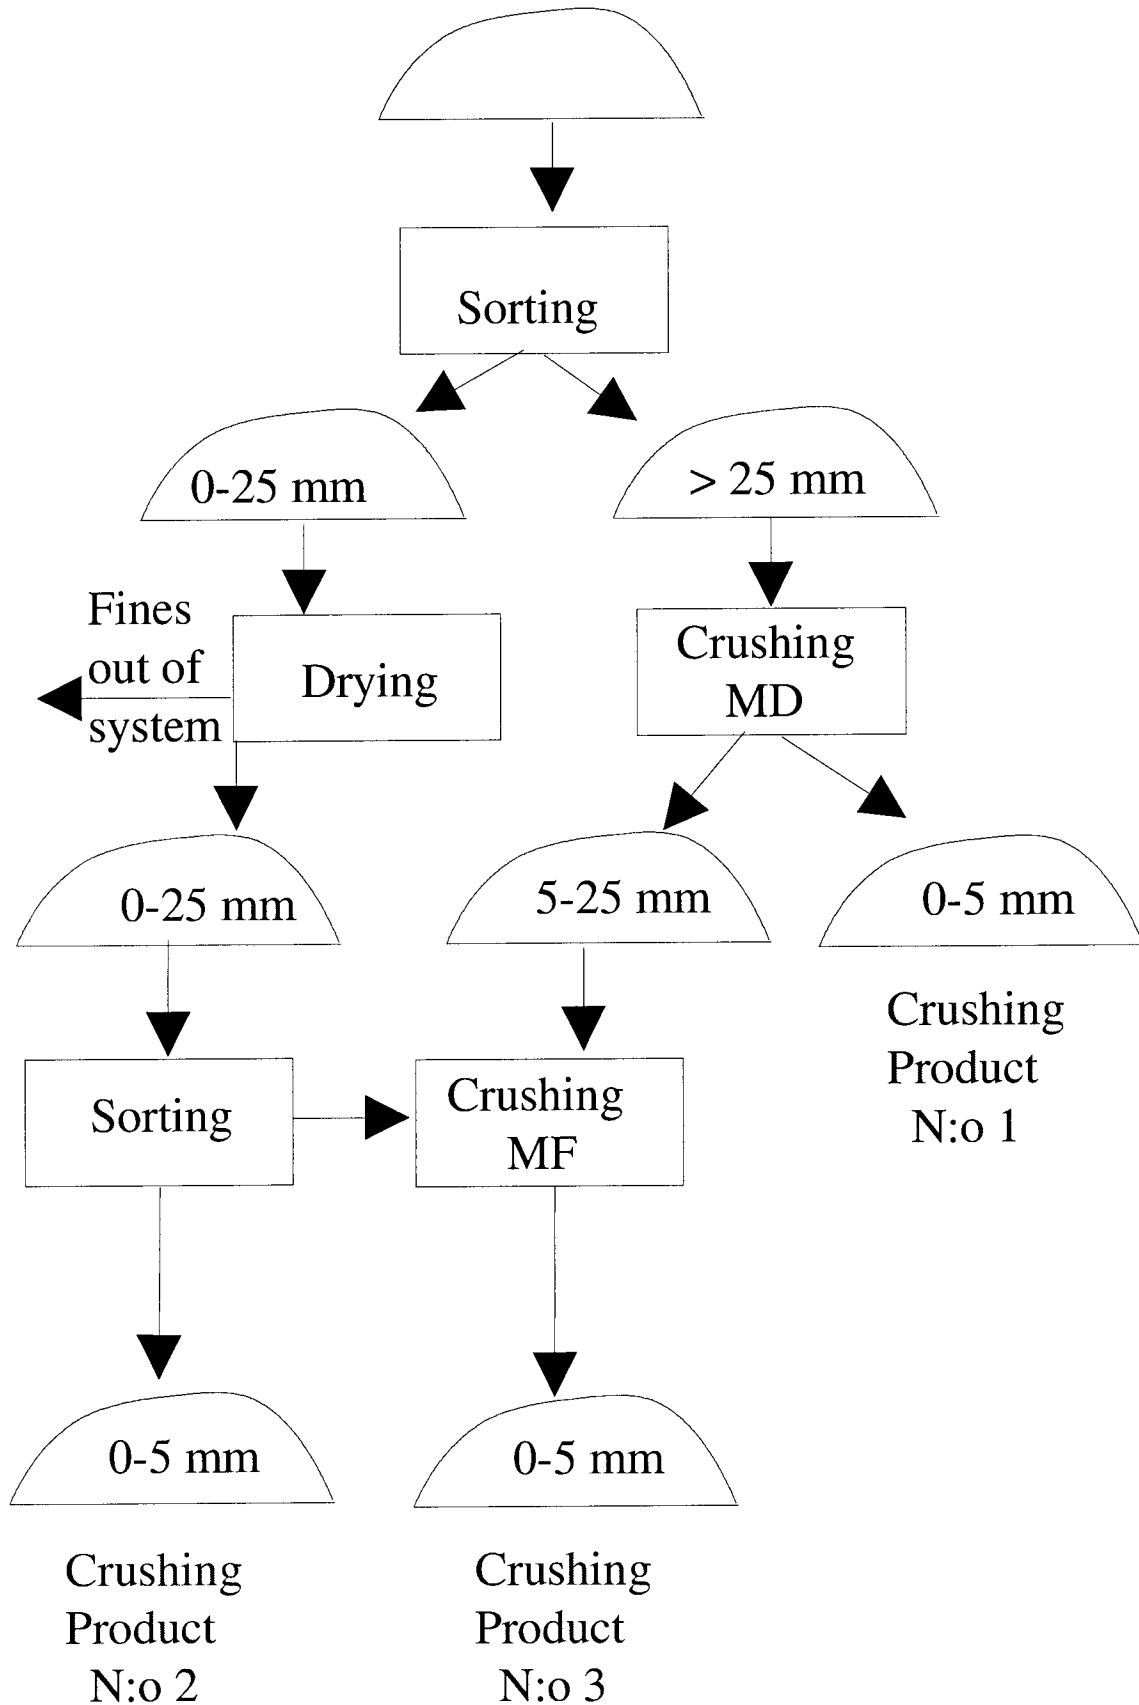 Sorting
0-25 mm
> 25 mm
Fines
out of
system
Drying
Crushing
MD
0-25 mm
5-25 mm
0-5 mm
Crushing
Product
N:o 1
Sorting
Crushing
MF
0-5 mm
0-5 mm
Crushing
Product
N:o 2
Crushing
Product
N:o 3